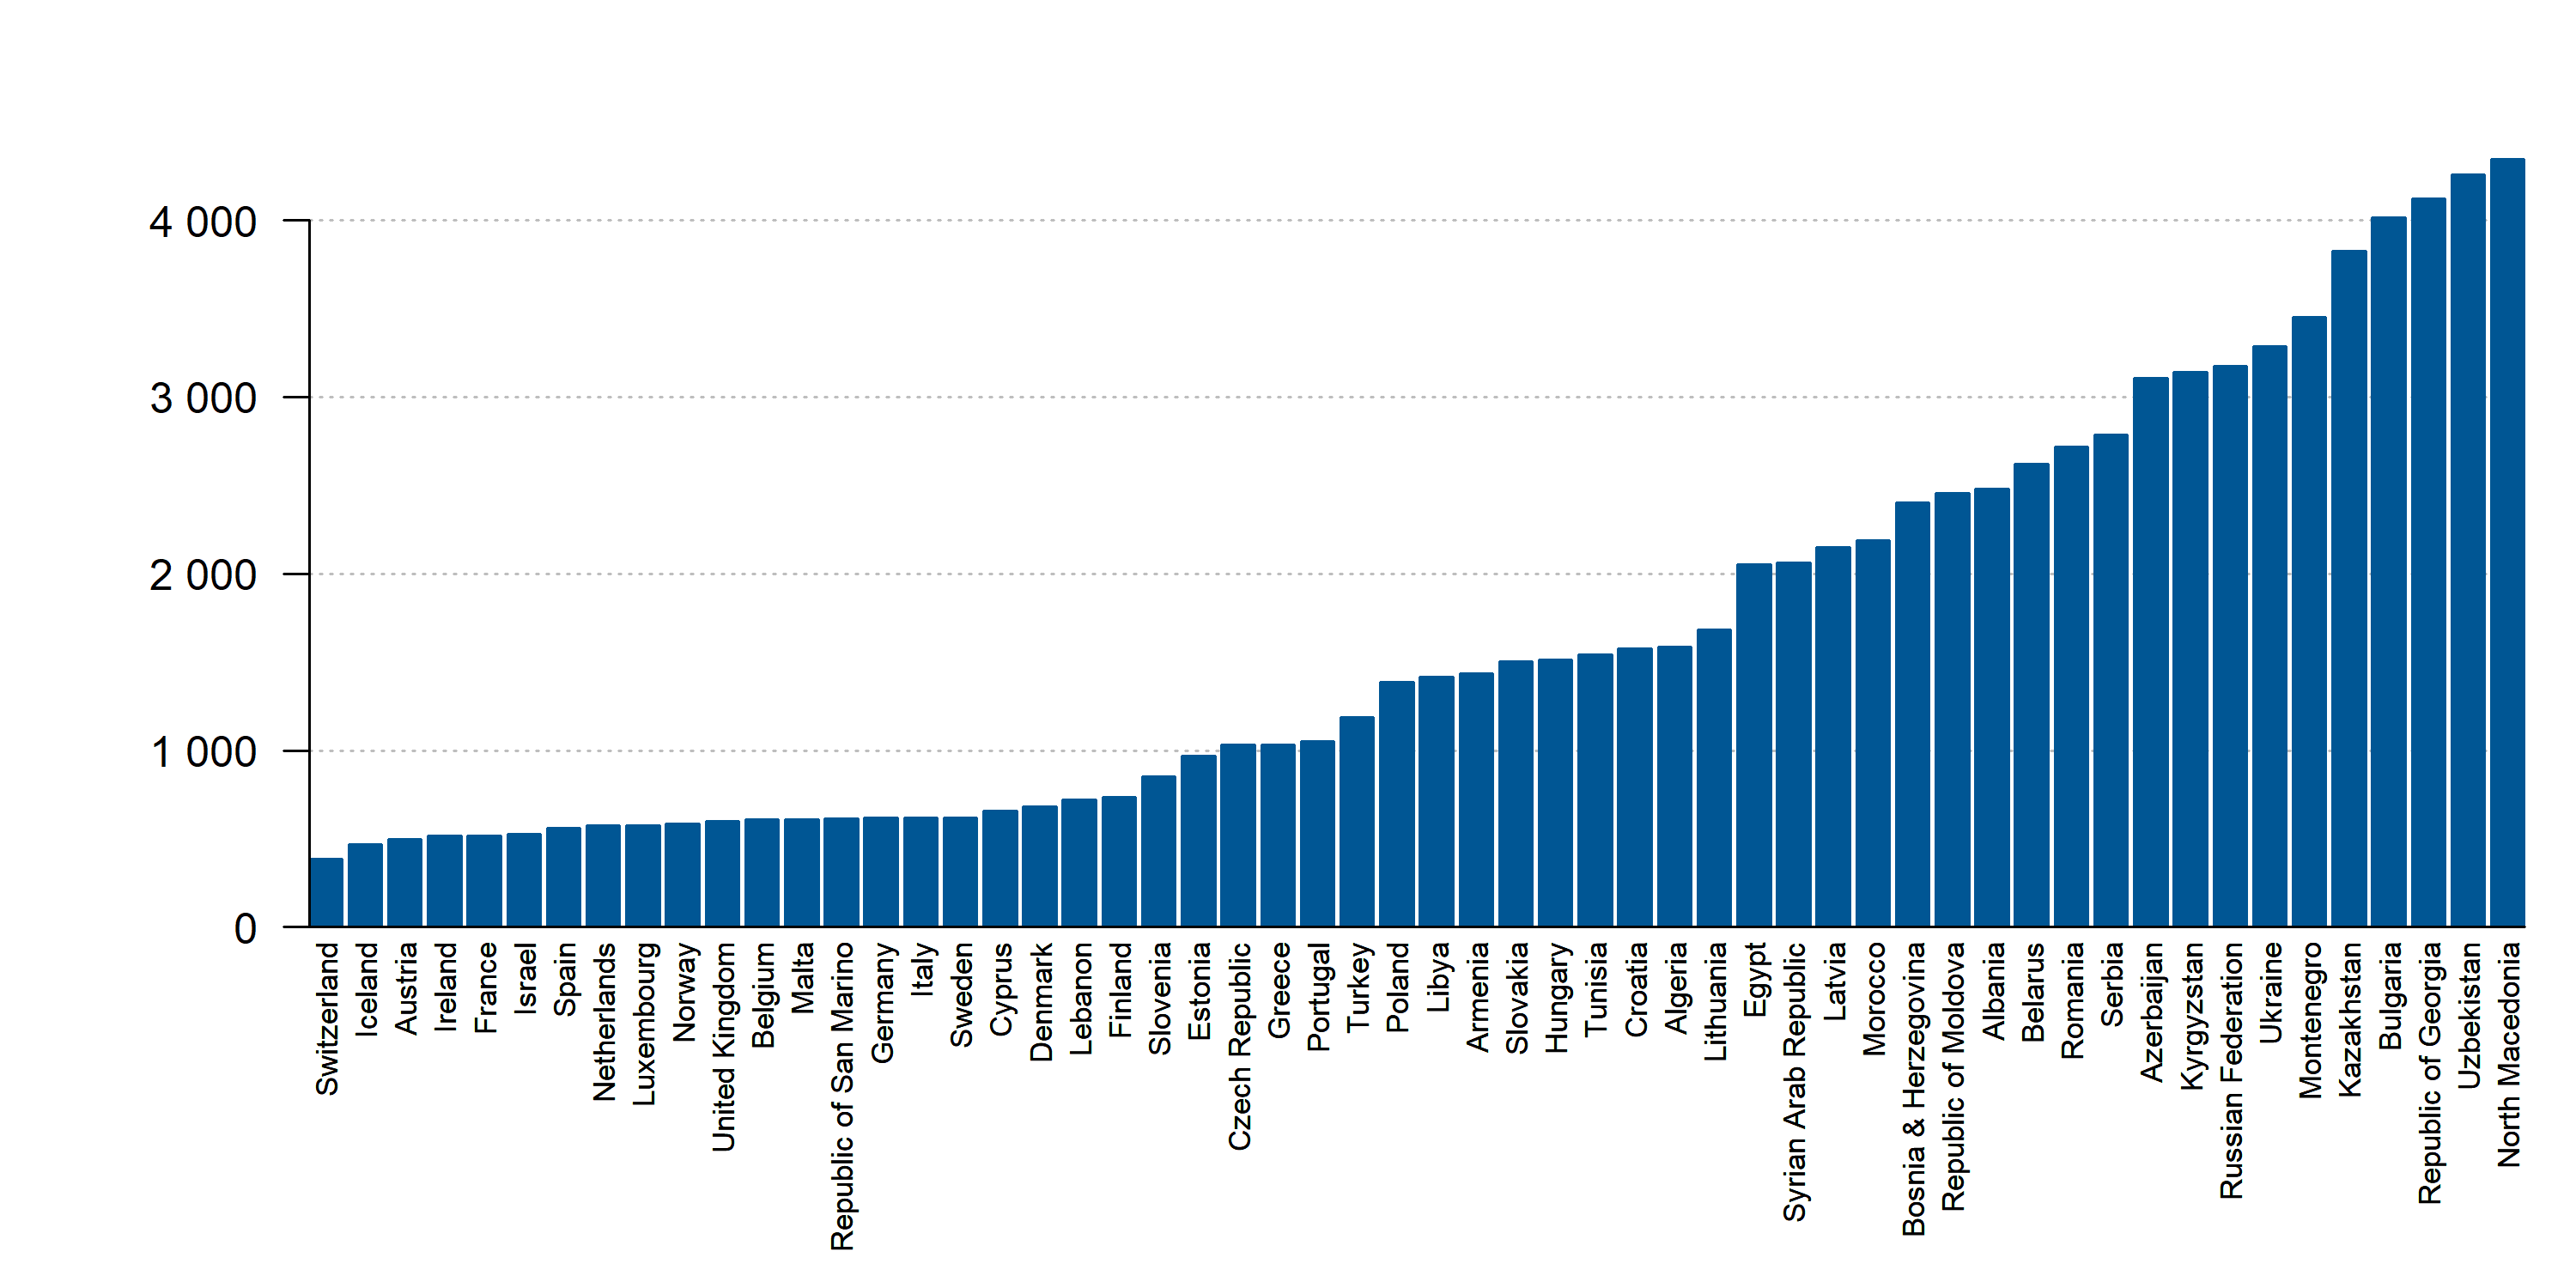 4 000
3 000
2 000
1 000
0
Switzerland
Iceland
Austria
Ireland
France
Israel
Spain
Netherlands
Luxembourg
Norway
United Kingdom
Belgium
Malta
Republic of San Marino
Germany
Italy
Sweden
Cyprus
Denmark
Lebanon
Finland
Slovenia
Estonia
Czech Republic
Greece
Portugal
Turkey
Poland
Libya
Armenia
Slovakia
Hungary
Tunisia
Croatia
Algeria
Lithuania
Egypt
Syrian Arab Republic
Latvia
Morocco
Bosnia & Herzegovina
Republic of Moldova
Albania
Belarus
Romania
Serbia
Azerbaijan
Kyrgyzstan
Russian Federation
Ukraine
Montenegro
Kazakhstan
Bulgaria
Republic of Georgia
Uzbekistan
North Macedonia